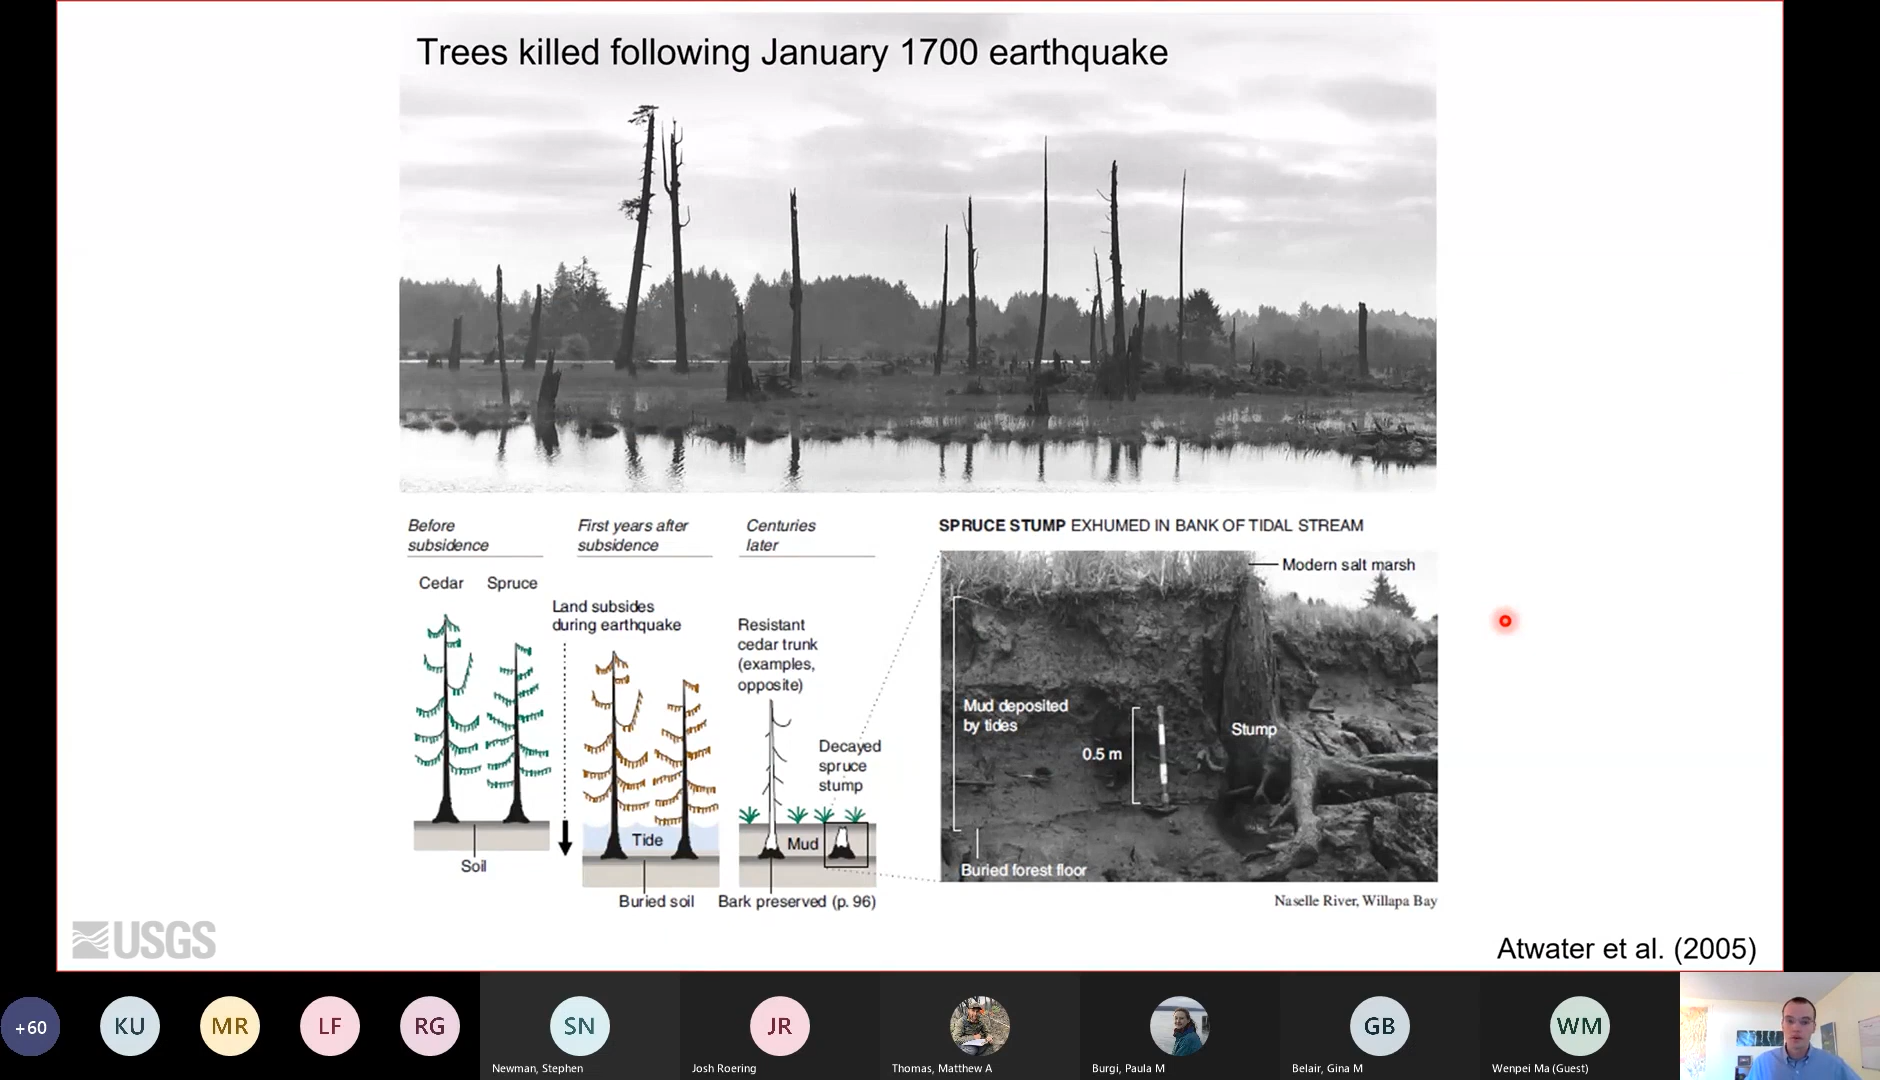 Trees killed following January 1700 earthquake
Before
subsidence
First years after
subsidence
Centuries
later
Cedar
Spruce
Land subsides
during earthquake
Resistant
cedar trunk
(examples,
opposite)
Decayed
spruce
stump
Tide
Mud
Soil
Buried soil
Bark preserved (p. 96)
SPRUCE STUMP EXHUMED IN BANK OF TIDAL STREAM
Modern salt marsh
Mud deposited
by tides
0.5 m
Stump
Buried forest floor
Naselle River, Willapa Bay
USGS
Atwater et al. (2005)
+60
KU
MR
LF
RG
SN
JR
GB
WM
Newman, Stephen
Josh Roering
Thomas, Matthew A
Burgi, Paula M
Belair, Gina M
Wenpei Ma (Guest)